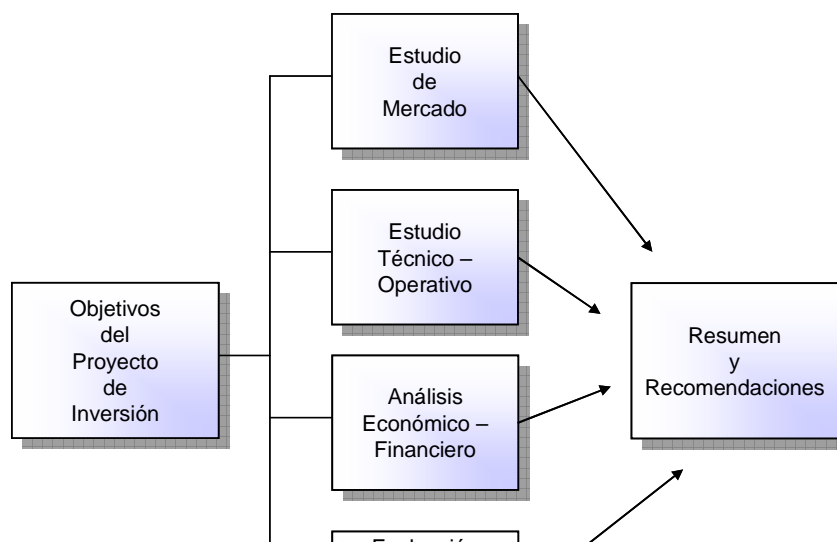 Estudio
de
Mercado
Estudio
Técnico –
Operativo
Objetivos
del
Proyecto
de
Inversión
Resumen
y
Recomendaciones
Análisis
Económico –
Financiero